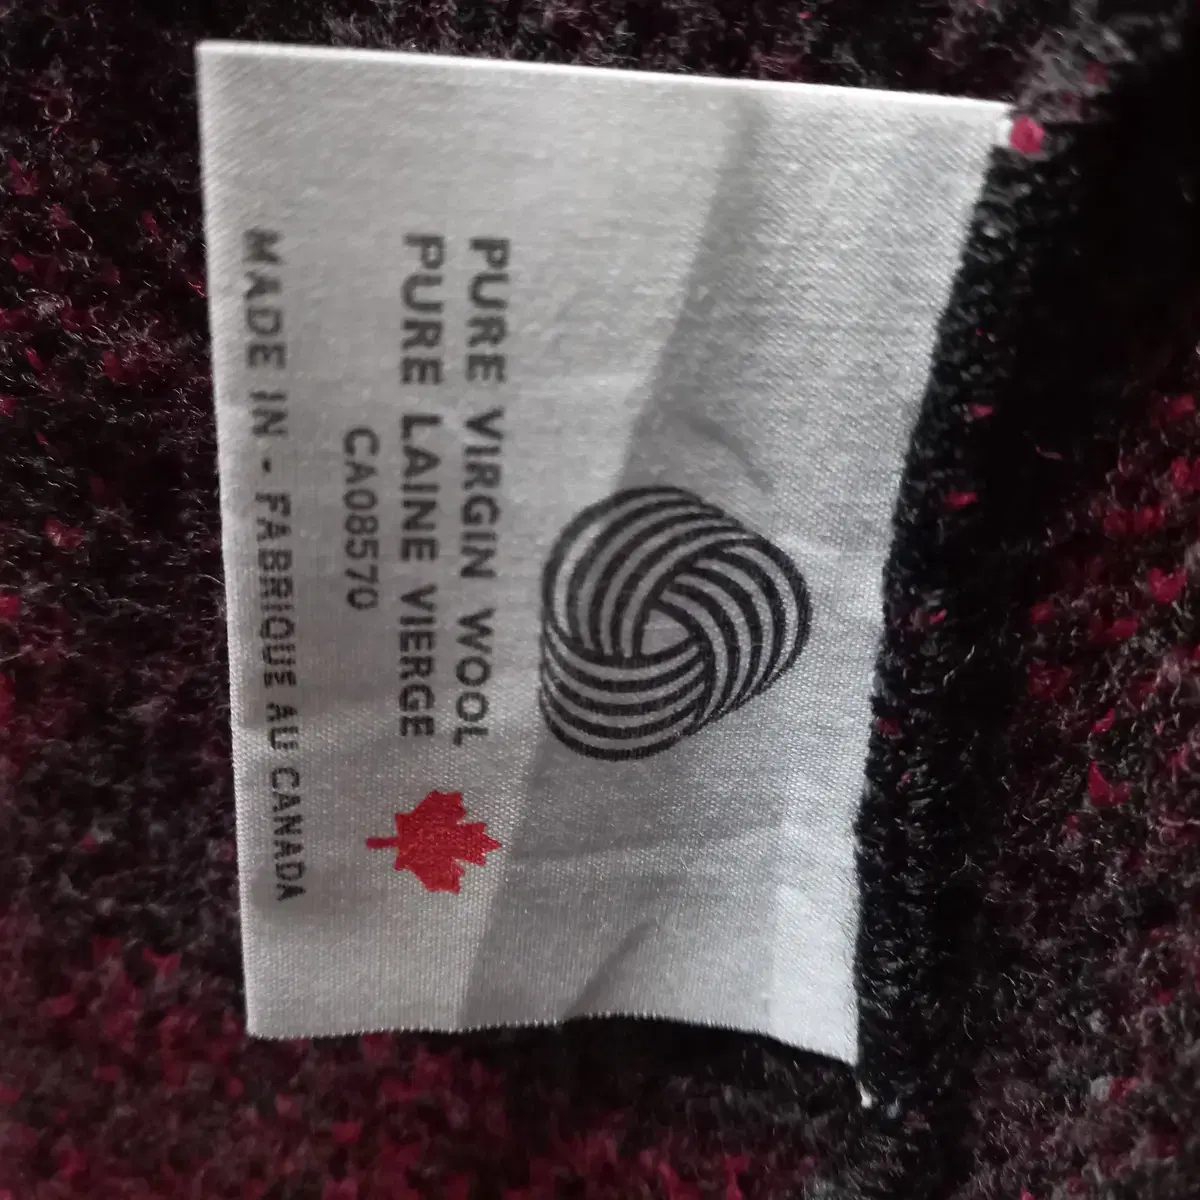 PURE VIRGIN WOOL
PURE LAINE VIERGE
CA08570
MADE IN - FABRIQUE AU CANADA